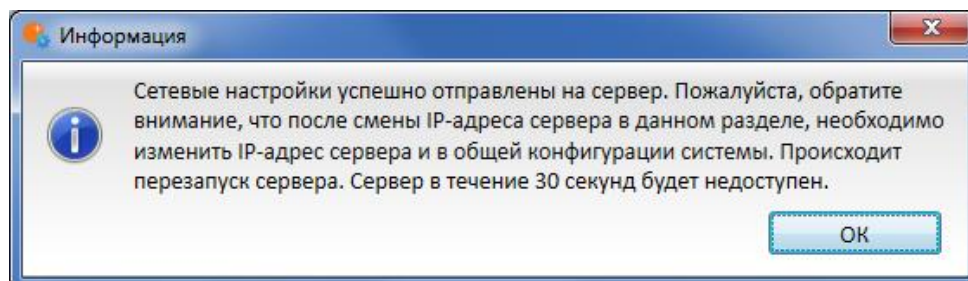 Информация
Сетевые настройки успешно отправлены на сервер. Пожалуйста, обратите
внимание, что после смены IP-адреса сервера в данном разделе, необходимо
изменить IP-адрес сервера и в общей конфигурации системы. Происходит
перезапуск сервера. Сервер в течение 30 секунд будет недоступен.
ОК